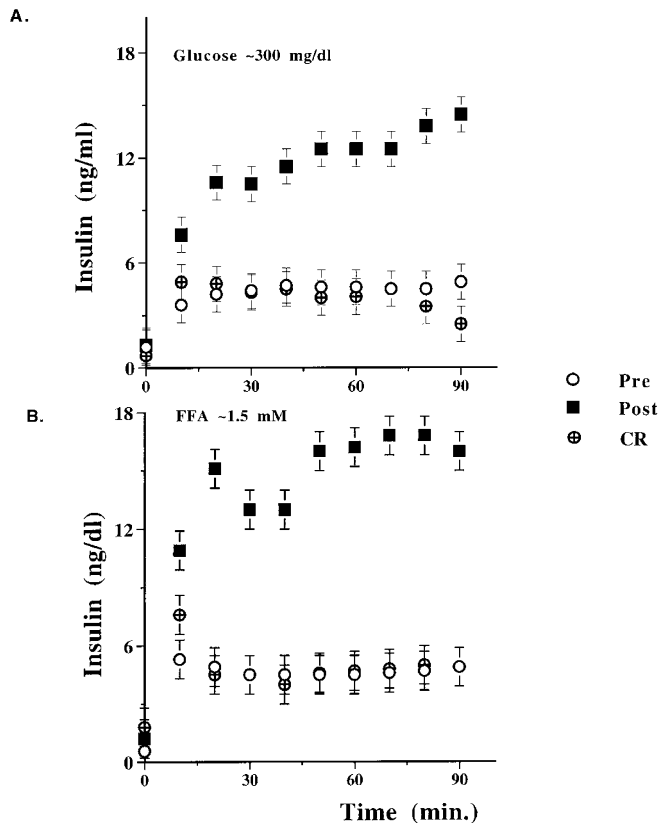 A.
Glucose ~300 mg/dl
Insulin (ng/ml)
18
12
6
0
0 30 60 90
Pre
Post
CR
B.
FFA ~1.5 mM
Insulin (ng/dl)
18
12
6
0
0 30 60 90
Time (min.)